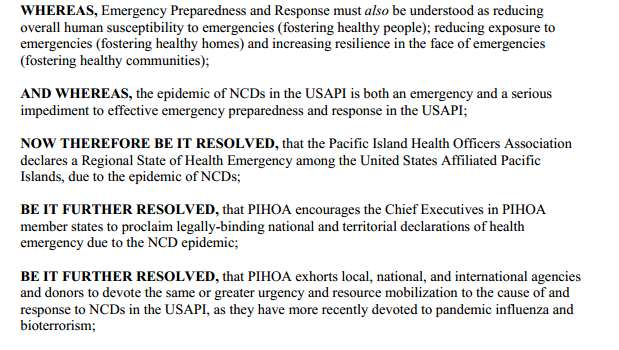 WHEREAS, Emergency Preparedness and Response must also be understood as reducing
overall human susceptibility to emergencies (fostering healthy people); reducing exposure to
emergencies (fostering healthy homes) and increasing resilience in the face of emergencies
(fostering healthy communities);
AND WHEREAS, the epidemic of NCDs in the USAPI is both an emergency and a serious
impediment to effective emergency preparedness and response in the USAPI;
NOW THEREFORE BE IT RESOLVED, that the Pacific Island Health Officers Association
declares a Regional State of Health Emergency among the United States Affiliated Pacific
Islands, due to the epidemic of NCDs;
BE IT FURTHER RESOLVED, that PIHOA encourages the Chief Executives in PIHOA
member states to proclaim legally-binding national and territorial declarations of health
emergency due to the NCD epidemic;
BE IT FURTHER RESOLVED, that PIHOA exhorts local, national, and international agencies
and donors to devote the same or greater urgency and resource mobilization to the cause of and
response to NCDs in the USAPI, as they have more recently devoted to pandemic influenza and
bioterrorism;